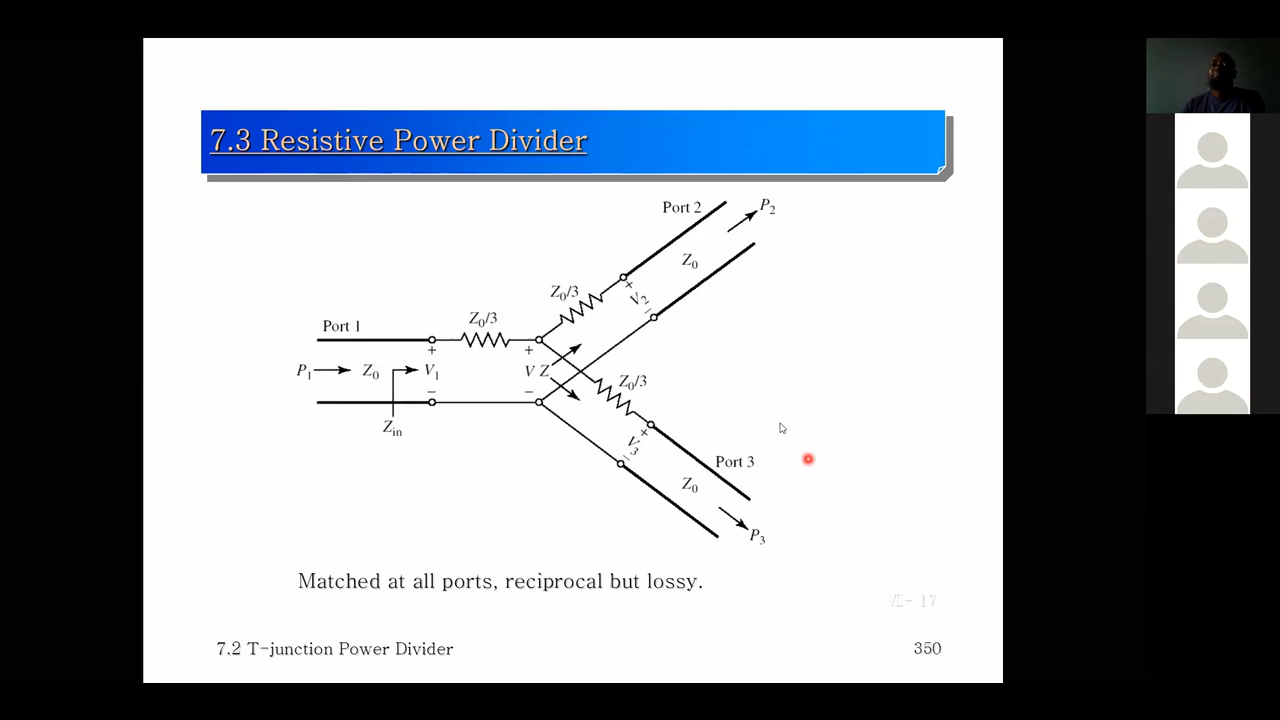 7.3 Resistive Power Divider
Port 2
P2
Z0
Z0/3
V2
+
−
Port 1
Z0/3
+
+
P1
Z0
V1
V
Z
Z0/3
−
−
Zin
+
V3
−
Port 3
Z0
P3
Matched at all ports, reciprocal but lossy.
Ⅶ- 17
7.2 T-junction Power Divider
350